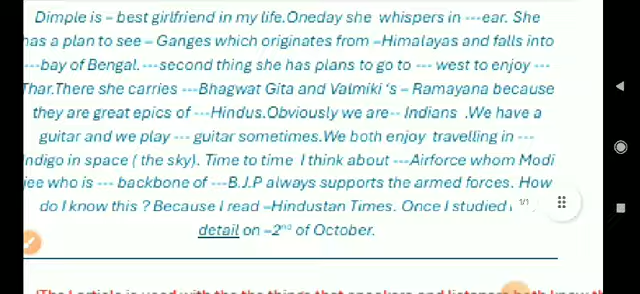 Dimple is – best girlfriend in my life.Oneday she whispers in ---ear. She
has a plan to see – Ganges which originates from –Himalayas and falls into
---bay of Bengal. ---second thing she has plans to go to --- west to enjoy ---
Thar.There she carries ---Bhagwat Gita and Valmiki 's – Ramayana because
they are great epics of ---Hindus.Obviously we are-- Indians .We have a
guitar and we play --- guitar sometimes.We both enjoy travelling in ---
Indigo in space ( the sky). Time to time I think about ---Airforce whom Modi
jee who is --- backbone of ---B.J.P always supports the armed forces. How
do I know this ? Because I read –Hindustan Times. Once I studied
1/1
detail on –2nd of October.